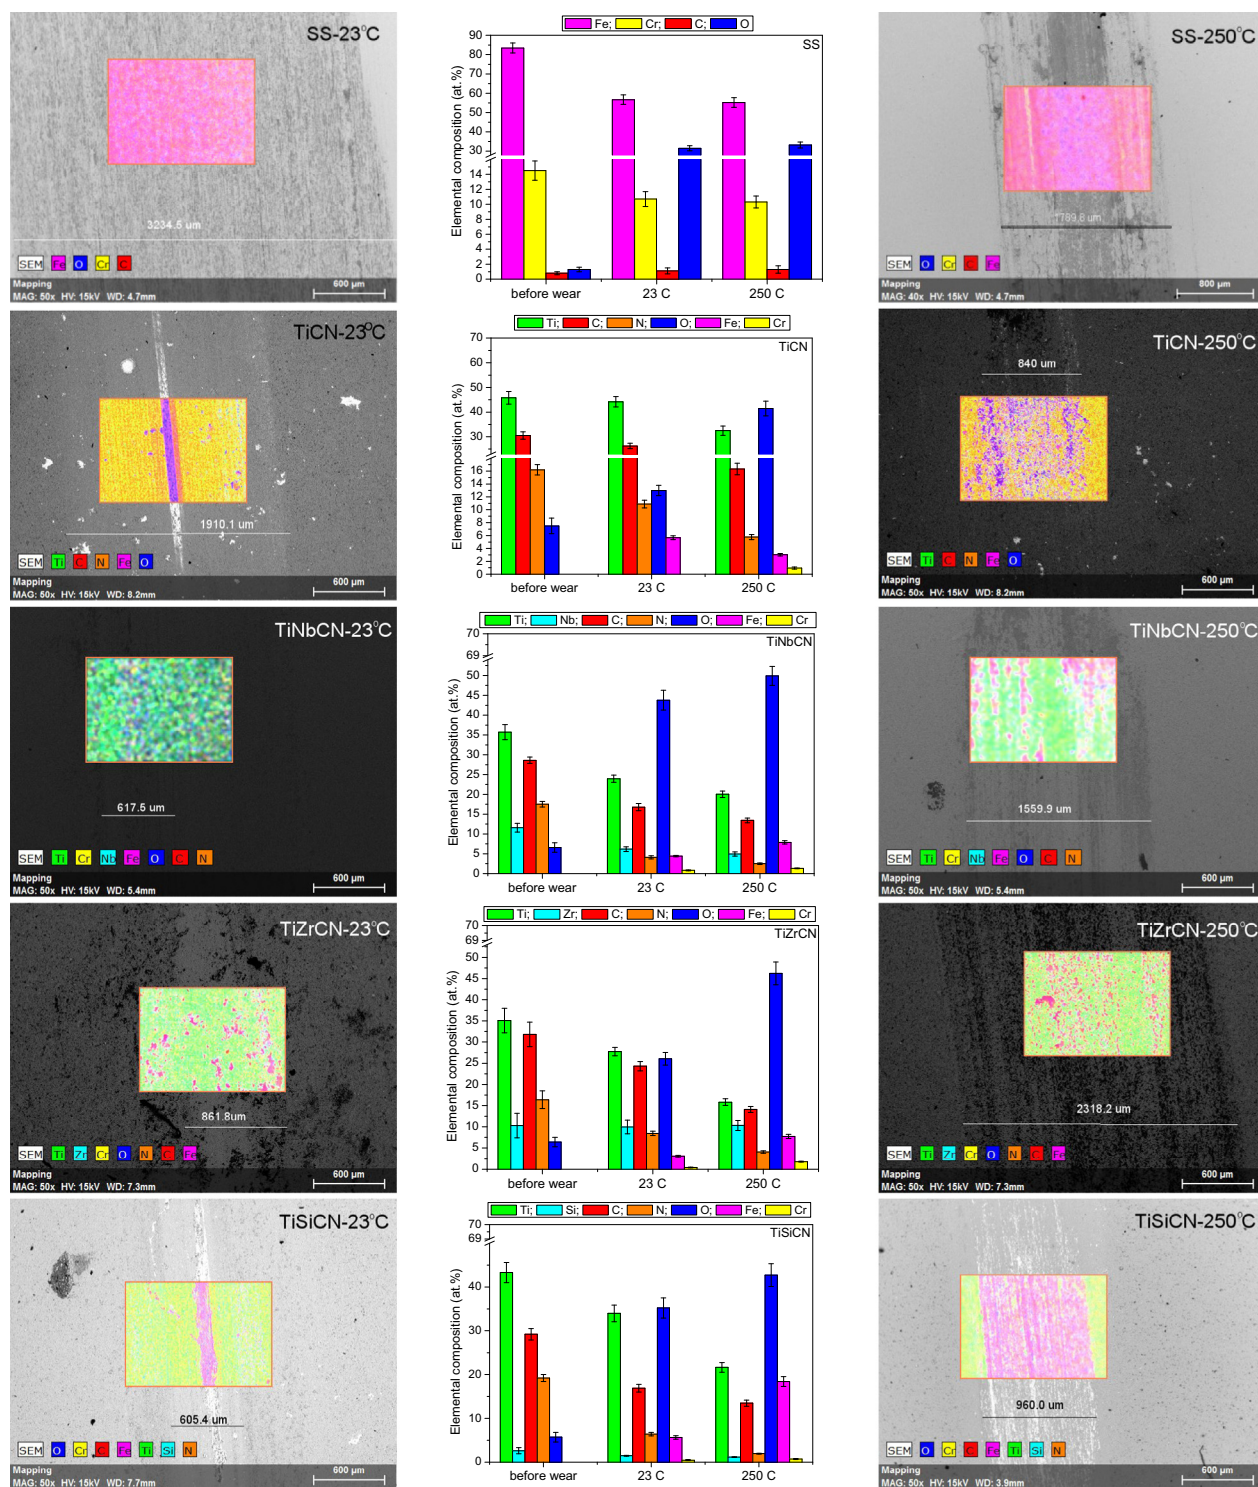 SS-23°C
3234.5 um
SEM Fe O Cr C
Mapping
MAG: 50x HV: 15kV WD: 4.7mm
600 µm
Fe; Cr; C; O
SS
Elemental composition (at.%)
90
80
70
60
50
40
30
14
12
10
8
6
4
2
0
before wear 23 C 250 C
SS-250°C
1789.8 um
SEM O Cr C Fe
Mapping
MAG: 40x HV: 15kV WD: 4.7mm
800 µm
TiCN-23°C
1910.1 um
SEM Ti C N Fe O
Mapping
MAG: 50x HV: 15kV WD: 8.2mm
600 µm
Ti; C; N; O; Fe; Cr
TiCN
Elemental composition (at.%)
70
60
50
40
30
16
14
12
10
8
6
4
2
0
before wear 23 C 250 C
TiCN-250°C
840 um
SEM Ti C N Fe O
Mapping
MAG: 50x HV: 15kV WD: 8.2mm
600 µm
TiNbCN-23°C
617.5 um
SEM Ti Cr Nb Fe O C N
Mapping
MAG: 50x HV: 15kV WD: 5.4mm
600 µm
Ti; Nb; C; N; O; Fe; Cr
TiNbCN
Elemental composition (at.%)
70
69
50
45
40
35
30
25
20
15
10
5
0
before wear 23 C 250 C
TiNbCN-250°C
1559.9 um
SEM Ti Cr Nb Fe O C N
Mapping
MAG: 50x HV: 15kV WD: 5.4mm
600 µm
TiZrCN-23°C
861.8um
SEM Ti Zr Cr O N C Fe
Mapping
MAG: 50x HV: 15kV WD: 7.3mm
600 µm
Ti; Zr; C; N; O; Fe; Cr
TiZrCN
Elemental composition (at.%)
70
69
50
45
40
35
30
25
20
15
10
5
0
before wear 23 C 250 C
TiZrCN-250°C
2318.2 um
SEM Ti Zr Cr O N C Fe
Mapping
MAG: 50x HV: 15kV WD: 7.3mm
600 µm
TiSiCN-23°C
605.4 um
SEM O Cr C Fe Ti Si N
Mapping
MAG: 50x HV: 15kV WD: 7.7mm
600 µm
Ti; Si; C; N; O; Fe; Cr
TiSiCN
Elemental composition (at.%)
70
69
40
30
20
10
0
before wear 23 C 250 C
TiSiCN-250°C
960.0 um
SEM O Cr C Fe Ti Si N
Mapping
MAG: 50x HV: 15kV WD: 3.9mm
600 µm